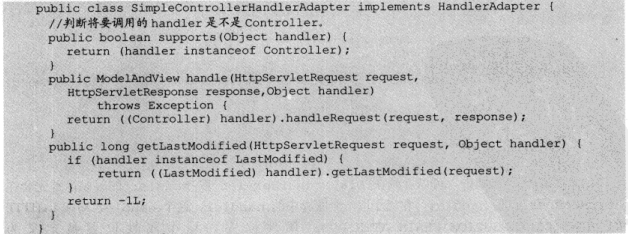 public class SimpleControllerHandlerAdapter implements HandlerAdapter {
//判断将要调用的 handler 是不是 Controller。
public boolean supports(Object handler) {
return (handler instanceof Controller);
}
public ModelAndView handle(HttpServletRequest request,
HttpServletResponse response,Object handler)
throws Exception {
return ((Controller) handler).handleRequest(request, response);
}
public long getLastModified(HttpServletRequest request, Object handler) {
if (handler instanceof LastModified) {
return ((LastModified) handler).getLastModified(request);
}
return -1L;
}
}